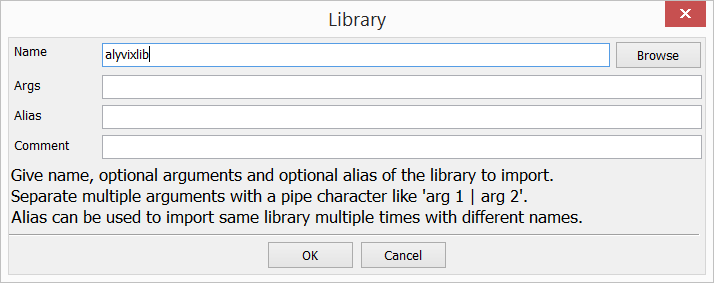 Library
Name alyvixlib Browse
Args
Alias
Comment
Give name, optional arguments and optional alias of the library to import.
Separate multiple arguments with a pipe character like 'arg 1 | arg 2'.
Alias can be used to import same library multiple times with different names.
OK Cancel